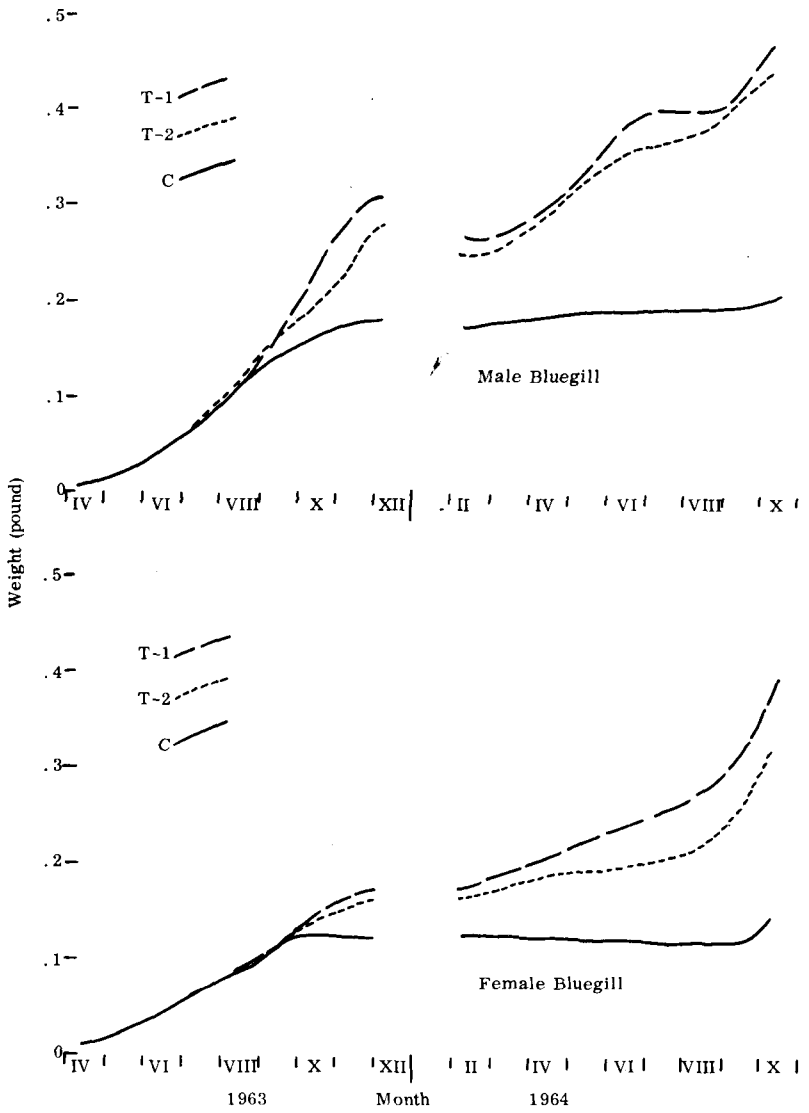 .5
T-1
.4
T-2
C
.3
.2
Male Bluegill
.1
0
IV VI VIII X XII II IV VI VIII X
Weight (pound)
.5
T-1
.4
T-2
C
.3
.2
.1
Female Bluegill
0
IV VI VIII X XII II IV VI VIII X
1963 Month 1964